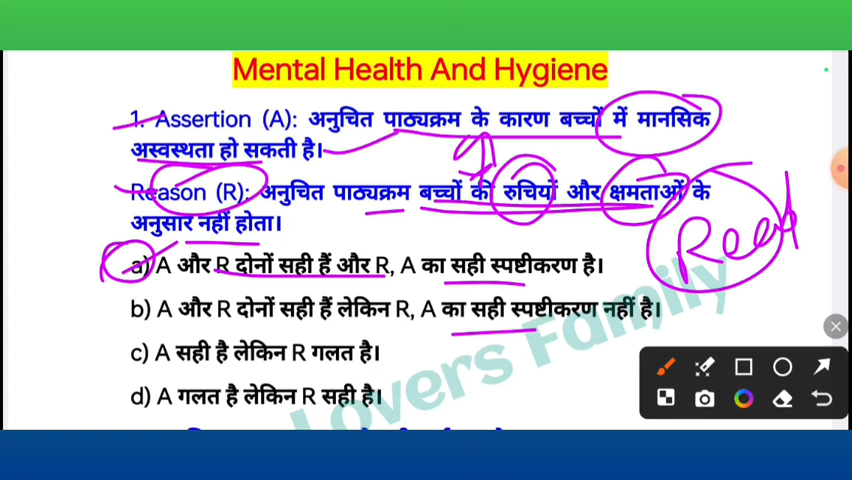 Mental Health And Hygiene
1. Assertion (A): अनुचित पाठ्यक्रम के कारण बच्चों में मानसिक
अस्वस्थता हो सकती है।
Reason (R): अनुचित पाठ्यक्रम बच्चों की रुचियों और क्षमताओं के
अनुसार नहीं होता।
a) A और R दोनों सही हैं और R, A का सही स्पष्टीकरण है।
b) A और R दोनों सही हैं लेकिन R, A का सही स्पष्टीकरण नहीं है।
c) A सही है लेकिन R गलत है।
d) A गलत है लेकिन R सही है।
Lovers Family